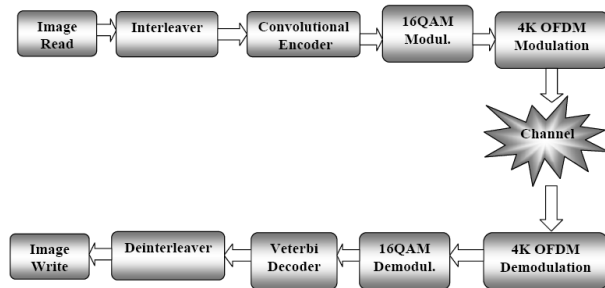 Image
Read
Interleaver
Convolutional
Encoder
16QAM
Modul.
4K OFDM
Modulation
Channel
Image
Write
Deinterleaver
Veterbi
Decoder
16QAM
Demodul.
4K OFDM
Demodulation